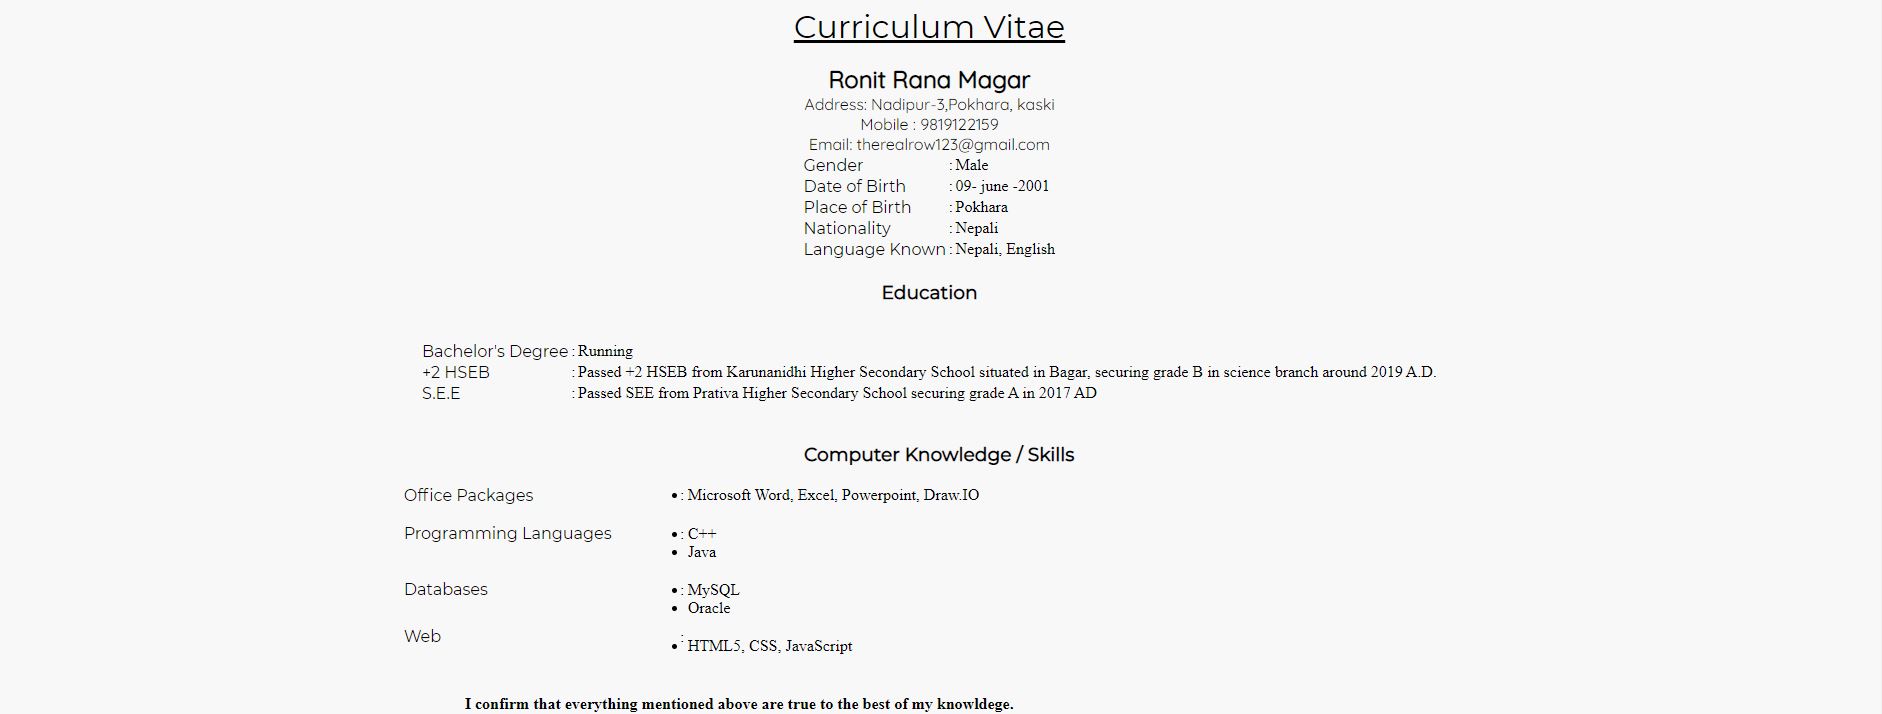 Curriculum Vitae
Ronit Rana Magar
Address: Nadipur-3,Pokhara, kaski
Mobile : 9819122159
Email: therealrow123@gmail.com
Gender : Male
Date of Birth : 09- june -2001
Place of Birth : Pokhara
Nationality : Nepali
Language Known : Nepali, English
Education
Bachelor's Degree : Running
+2 HSEB : Passed +2 HSEB from Karunanidhi Higher Secondary School situated in Bagar, securing grade B in science branch around 2019 A.D.
S.E.E : Passed SEE from Prativa Higher Secondary School securing grade A in 2017 AD
Computer Knowledge / Skills
Office Packages • : Microsoft Word, Excel, Powerpoint, Draw.IO
Programming Languages • : C++
• Java
Databases • : MySQL
• Oracle
Web : • HTML5, CSS, JavaScript
I confirm that everything mentioned above are true to the best of my knowldege.